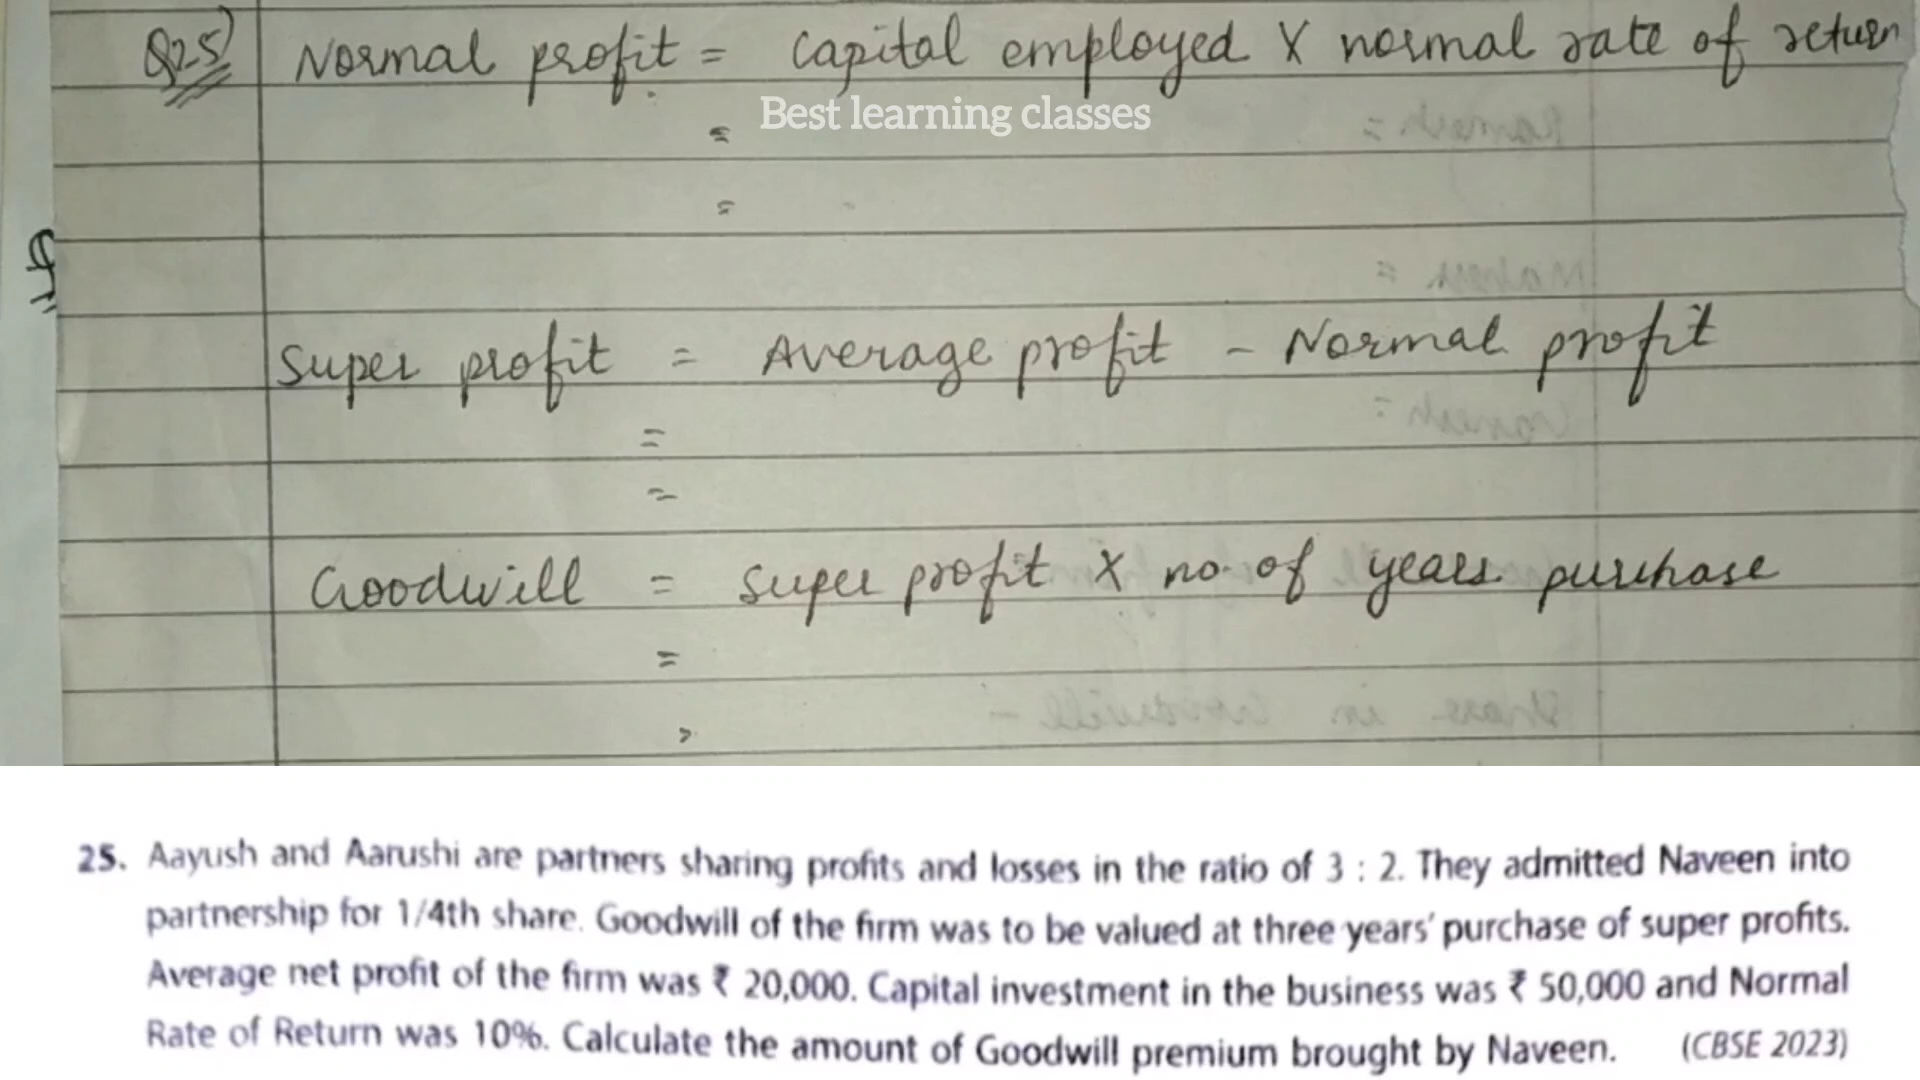 Q25) Normal profit = Capital employed X normal rate of return
Best learning classes
=
=
Super profit = Average profit - Normal profit
=
=
Goodwill = super profit X no. of years purchase
=
25. Aayush and Aarushi are partners sharing profits and losses in the ratio of 3 : 2. They admitted Naveen into
partnership for 1/4th share. Goodwill of the firm was to be valued at three years' purchase of super profits.
Average net profit of the firm was ₹ 20,000. Capital investment in the business was ₹ 50,000 and Normal
Rate of Return was 10%. Calculate the amount of Goodwill premium brought by Naveen. (CBSE 2023)